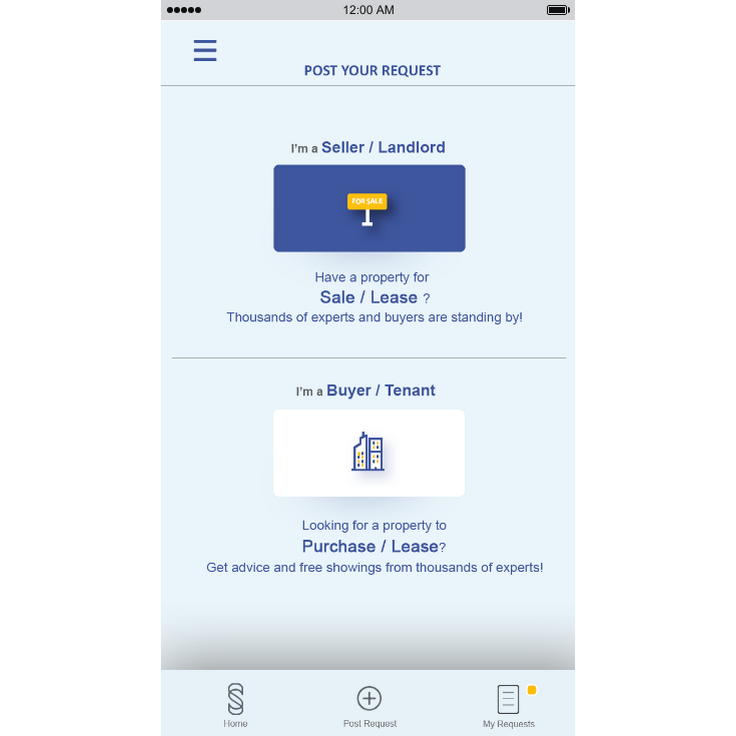 12:00 AM
POST YOUR REQUEST
I'm a Seller / Landlord
FOR SALE
Have a property for
Sale / Lease ?
Thousands of experts and buyers are standing by!
I'm a Buyer / Tenant
Looking for a property to
Purchase / Lease?
Get advice and free showings from thousands of experts!
Home
Post Request
My Requests